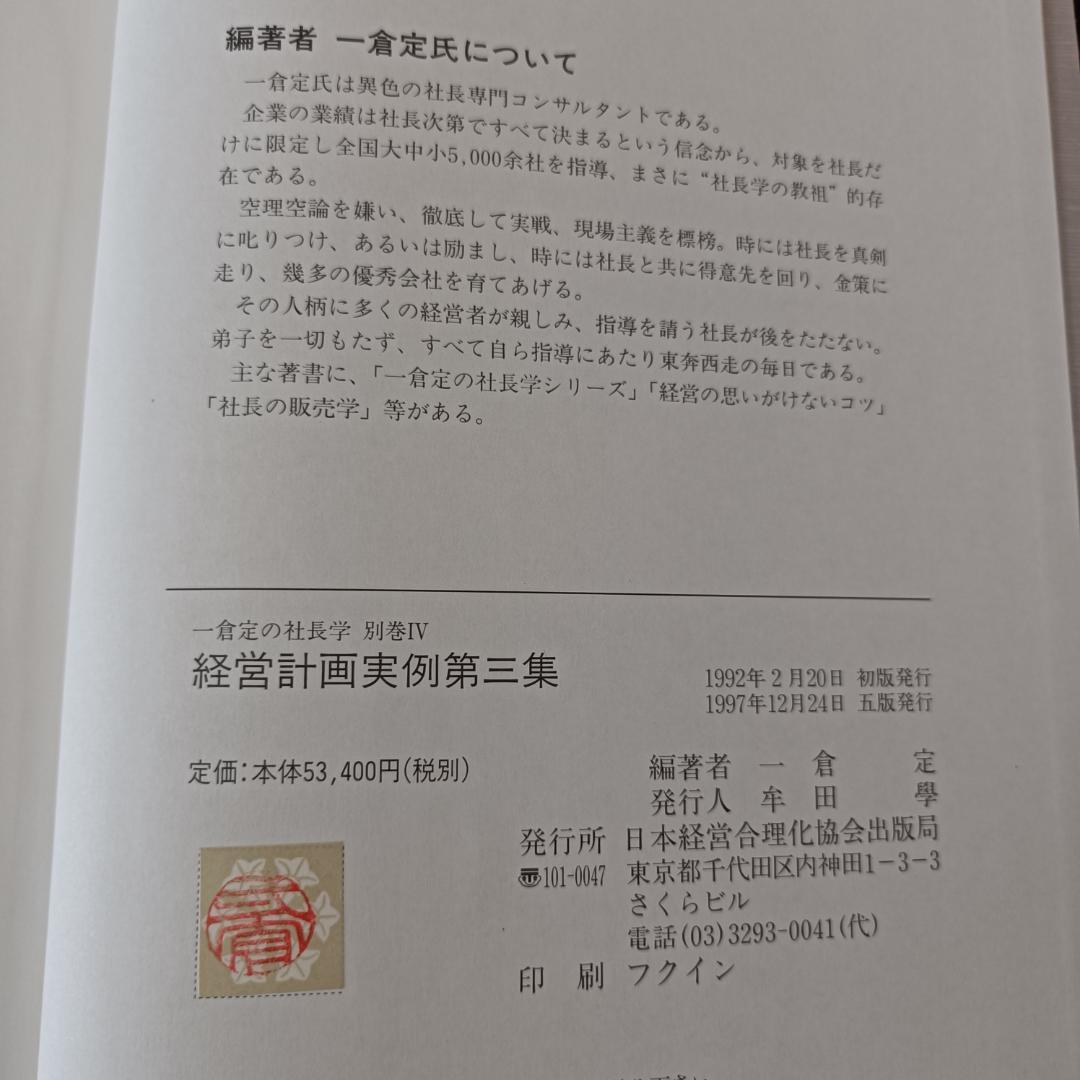 編著者 一倉定氏について
一倉定氏は異色の社長専門コンサルタントである。
企業の業績は社長次第ですべて決まるという信念から、対象を社長だ
けに限定し全国大中小5,000余社を指導、まさに“社長学の教祖”的存
在である。
空理空論を嫌い、徹底して実戦、現場主義を標榜。時には社長を真剣
に叱りつけ、あるいは励まし、時には社長と共に得意先を回り、金策に
走り、幾多の優秀会社を育てあげる。
その人柄に多くの経営者が親しみ、指導を請う社長が後をたたない。
弟子を一切もたず、すべて自ら指導にあたり東奔西走の毎日である。
主な著書に、「一倉定の社長学シリーズ」「経営の思いがけないコツ」
「社長の販売学」等がある。
一倉定の社長学 別巻IV
経営計画実例第三集
1992年2月20日 初版発行
1997年12月24日 五版発行
定価:本体53,400円(税別)
編著者 一倉 定
発行人 牟田 學
発行所 日本経営合理化協会出版局
〠101-0047 東京都千代田区内神田1-3-3
さくらビル
電話(03)3293-0041(代)
印 刷 フクイン